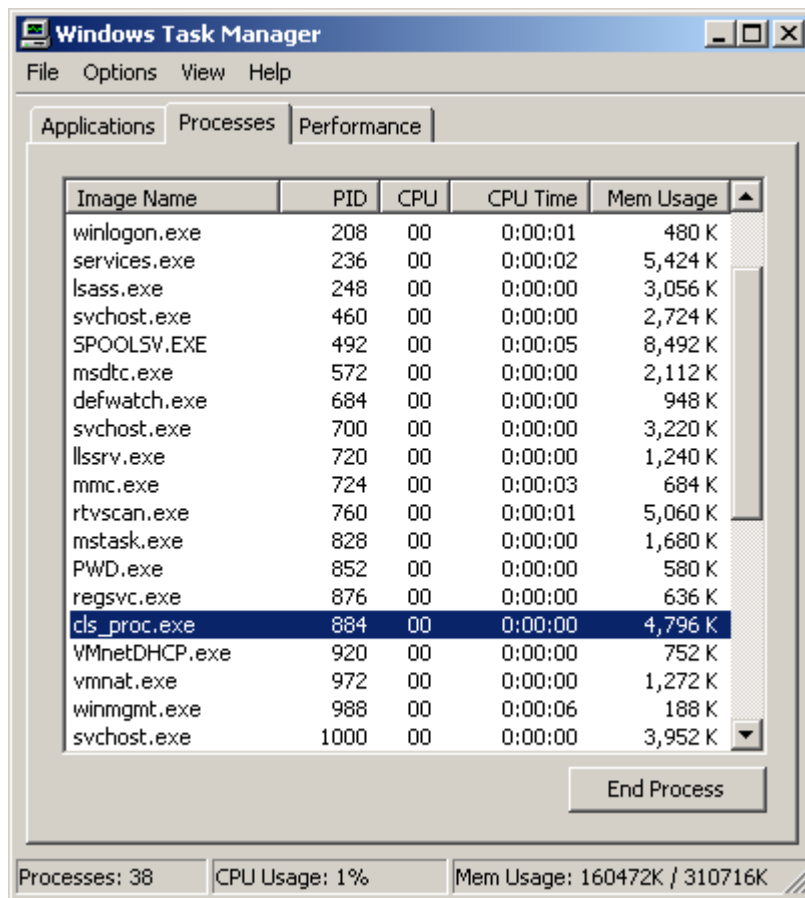 Windows Task Manager
File Options View Help
Applications Processes Performance
Image Name PID CPU CPU Time Mem Usage
winlogon.exe 208 00 0:00:01 480 K
services.exe 236 00 0:00:02 5,424 K
lsass.exe 248 00 0:00:00 3,056 K
svchost.exe 460 00 0:00:00 2,724 K
SPOOLSV.EXE 492 00 0:00:05 8,492 K
msdtc.exe 572 00 0:00:00 2,112 K
defwatch.exe 684 00 0:00:00 948 K
svchost.exe 700 00 0:00:00 3,220 K
llssrv.exe 720 00 0:00:00 1,240 K
mmc.exe 724 00 0:00:03 684 K
rtvscan.exe 760 00 0:00:01 5,060 K
mstask.exe 828 00 0:00:00 1,680 K
PWD.exe 852 00 0:00:00 580 K
regsvc.exe 876 00 0:00:00 636 K
cls_proc.exe 884 00 0:00:00 4,796 K
VMnetDHCP.exe 920 00 0:00:00 752 K
vmnat.exe 972 00 0:00:00 1,272 K
winmgmt.exe 988 00 0:00:06 188 K
svchost.exe 1000 00 0:00:00 3,952 K
End Process
Processes: 38 CPU Usage: 1% Mem Usage: 160472K / 310716K